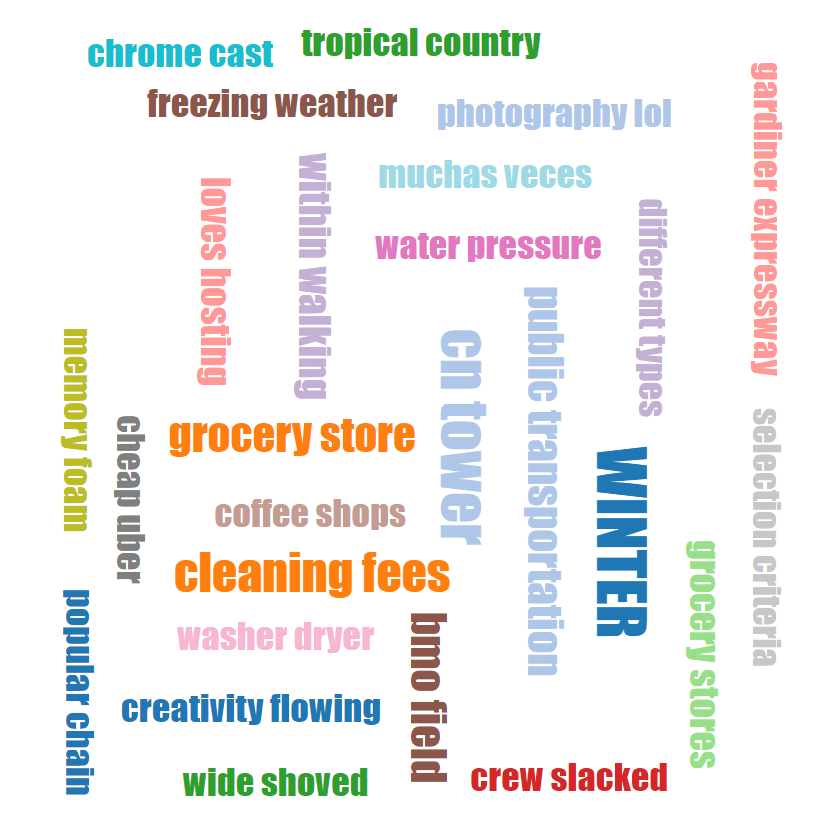 tropical country
chrome cast
freezing weather
photography lol
gardiner expressway
muchas veces
within walking
loves hosting
different types
water pressure
public transportation
cn tower
memory foam
cheap uber
grocery store
selection criteria
WINTER
coffee shops
cleaning fees
grocery stores
popular chain
washer dryer
bmo field
creativity flowing
crew slacked
wide shoved